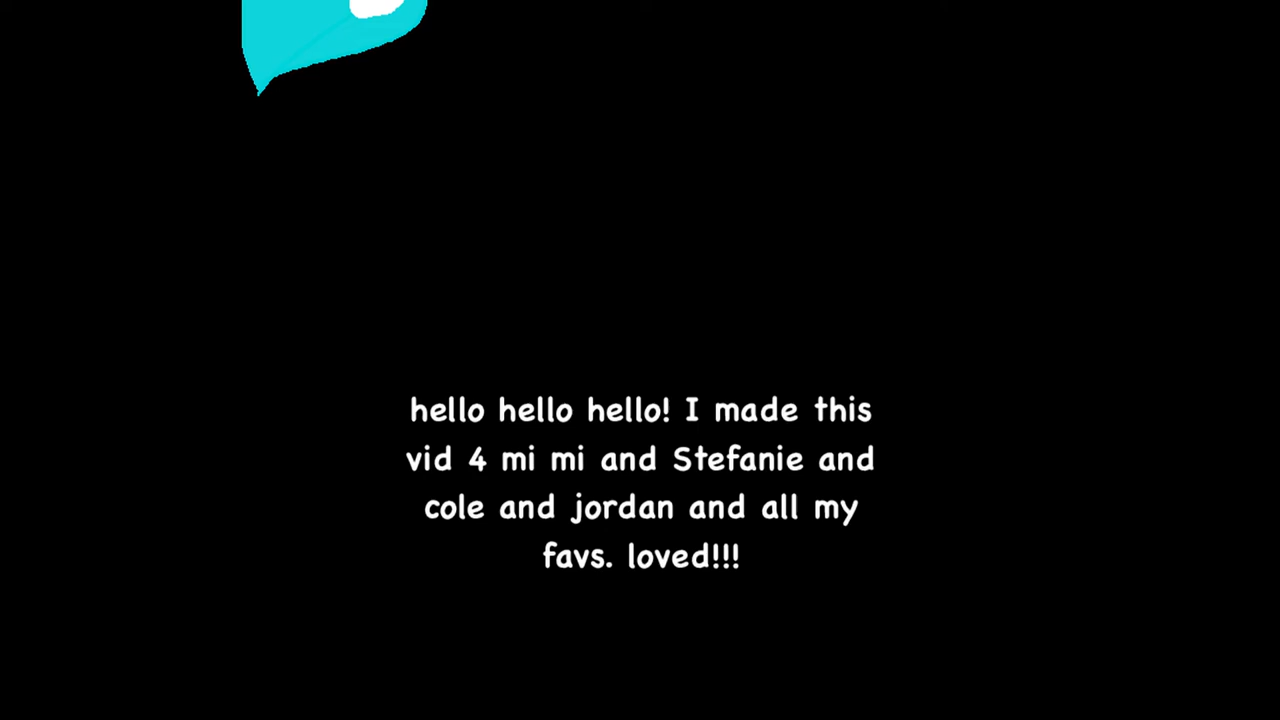 hello hello hello! I made this
vid 4 mi mi and Stefanie and
cole and jordan and all my
favs. loved!!!